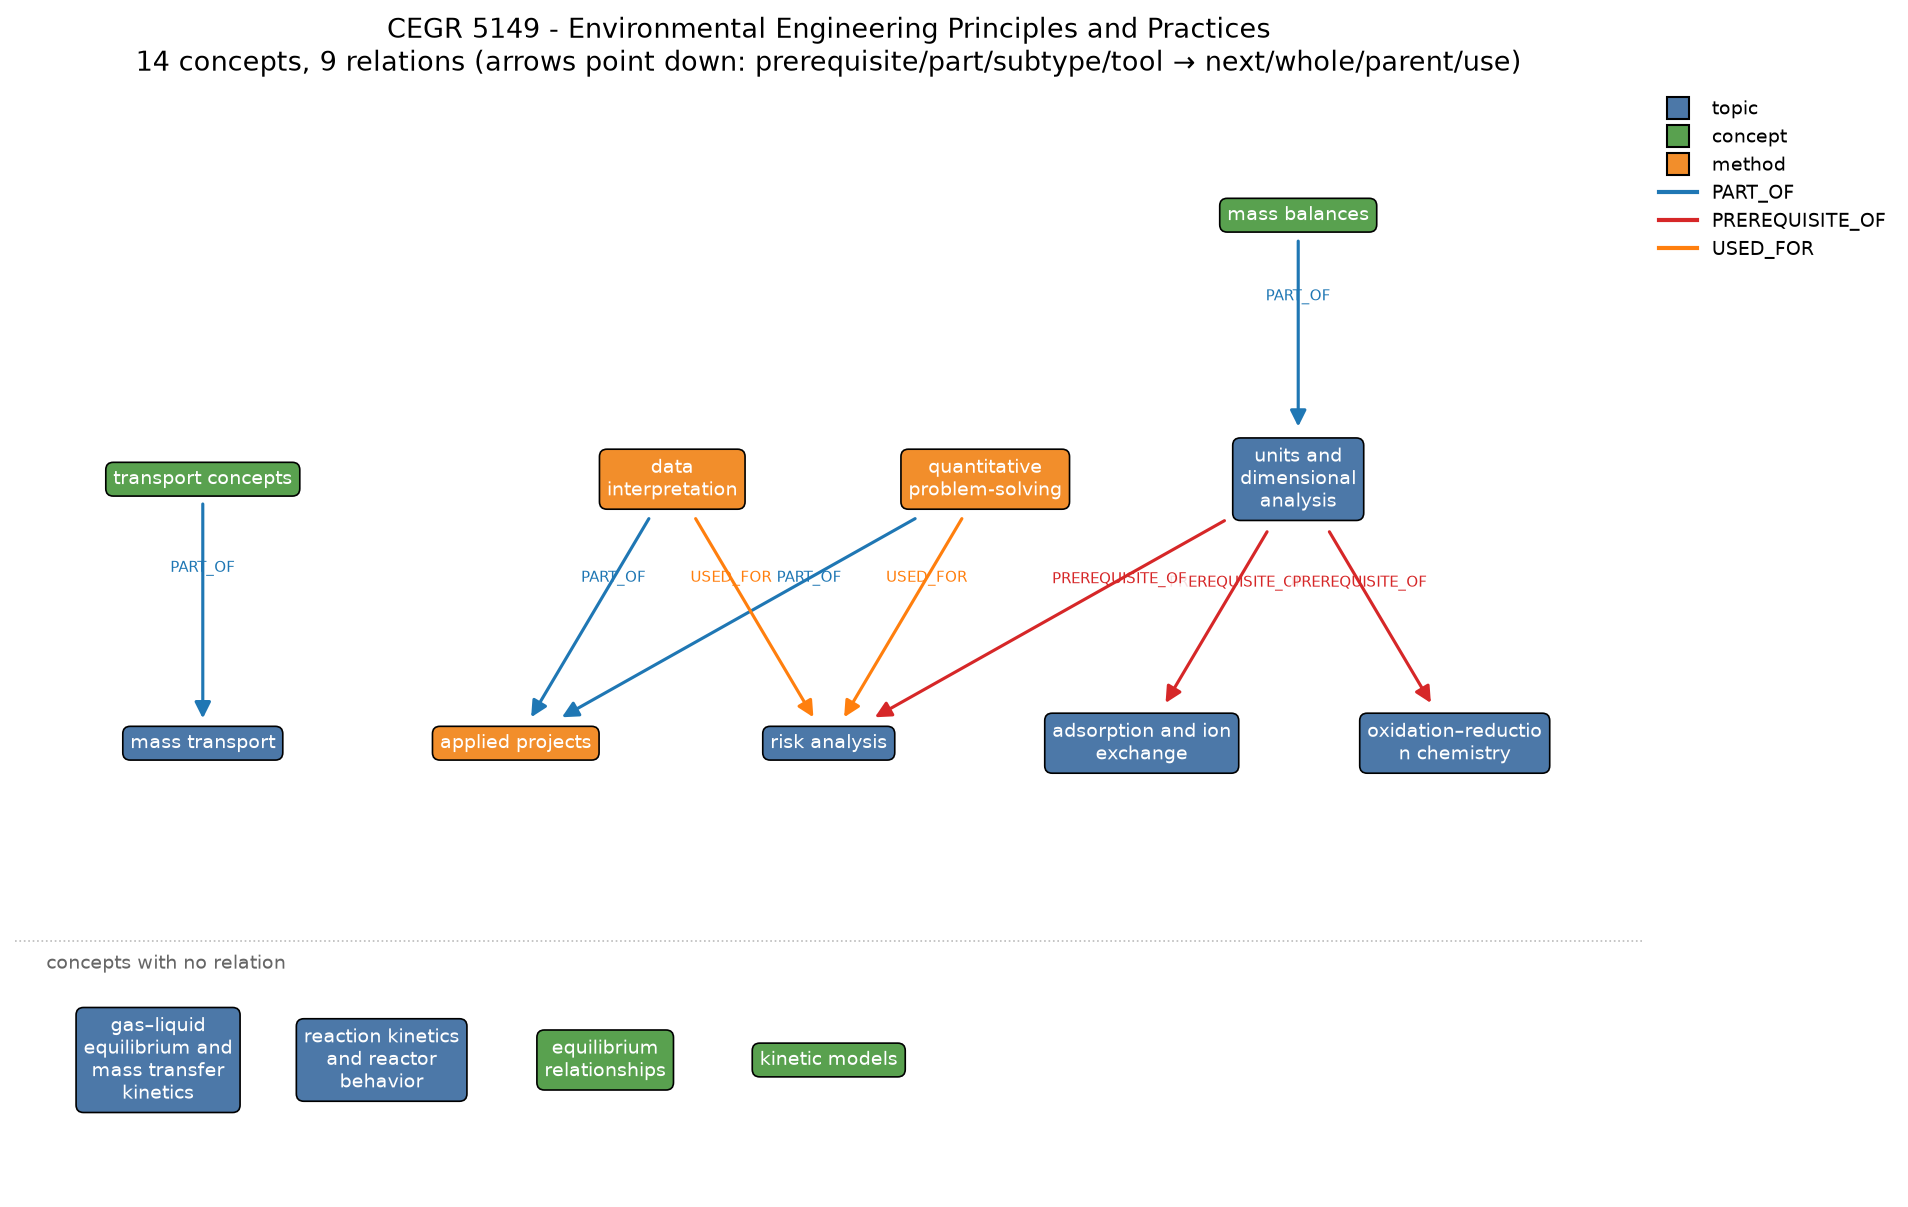 CEGR 5149 - Environmental Engineering Principles and Practices
14 concepts, 9 relations (arrows point down: prerequisite/part/subtype/tool → next/whole/parent/use)
topic
concept
method
PART_OF
PREREQUISITE_OF
USED_FOR
mass balances
PART_OF
transport concepts
data
interpretation
quantitative
problem-solving
units and
dimensional
analysis
PART_OF
PART_OF
USED_FOR
PART_OF
USED_FOR
PREREQUISITE_OF
EREQUISITE_O
PREREQUISITE_OF
mass transport
applied projects
risk analysis
adsorption and ion
exchange
oxidation–reductio
n chemistry
concepts with no relation
gas–liquid
equilibrium and
mass transfer
kinetics
reaction kinetics
and reactor
behavior
equilibrium
relationships
kinetic models